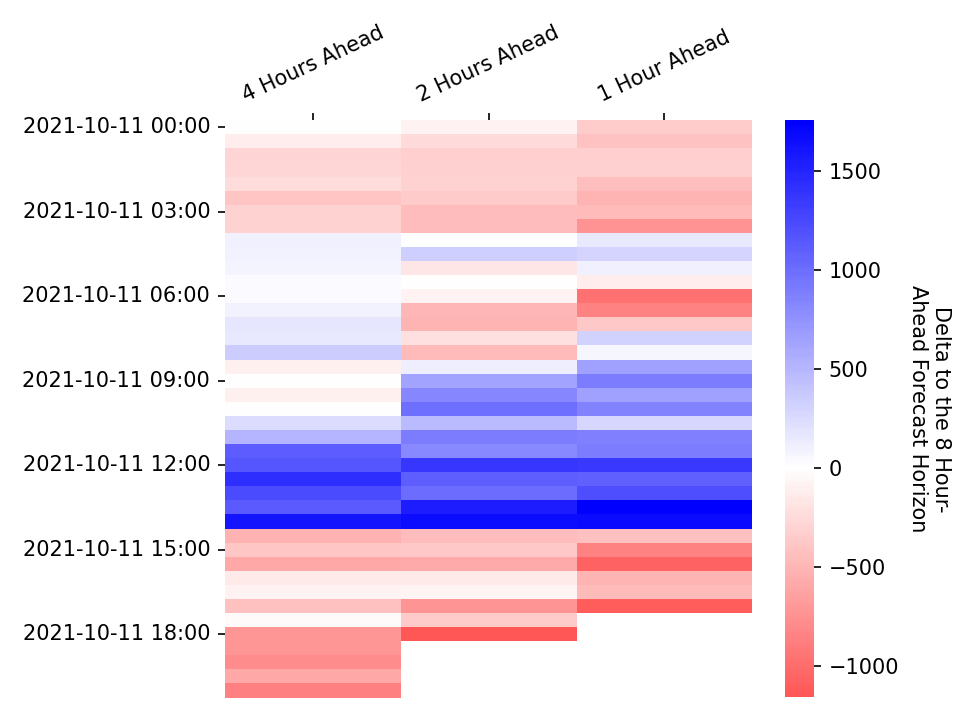 4 Hours Ahead
2 Hours Ahead
1 Hour Ahead
2021-10-11 00:00
2021-10-11 03:00
2021-10-11 06:00
2021-10-11 09:00
2021-10-11 12:00
2021-10-11 15:00
2021-10-11 18:00
1500
1000
500
0
−500
−1000
Delta to the 8 Hour-
Ahead Forecast Horizon